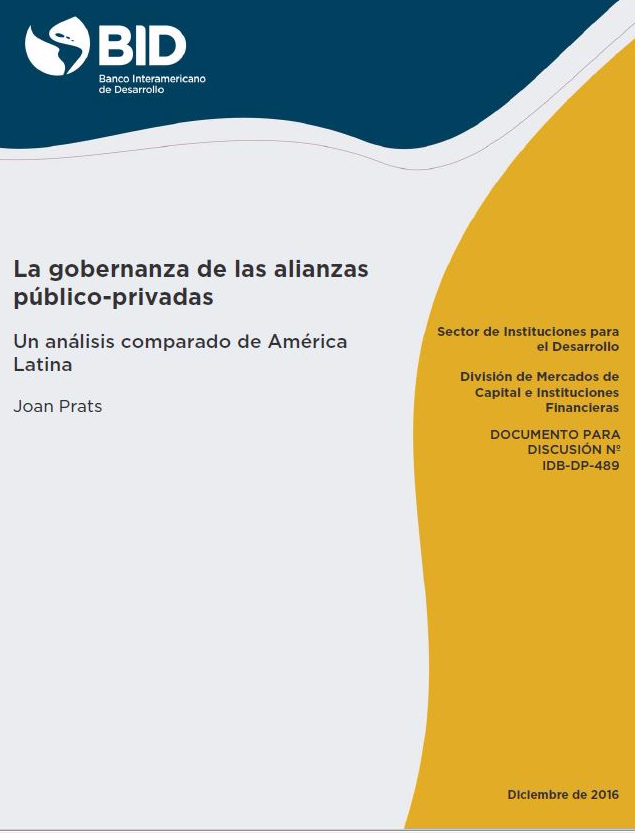 BID
Banco Interamericano
de Desarrollo
La gobernanza de las alianzas
público-privadas
Un análisis comparado de América
Latina
Joan Prats
Sector de Instituciones para
el Desarrollo
División de Mercados de
Capital e Instituciones
Financieras
DOCUMENTO PARA
DISCUSIÓN Nº
IDB-DP-489
Diciembre de 2016